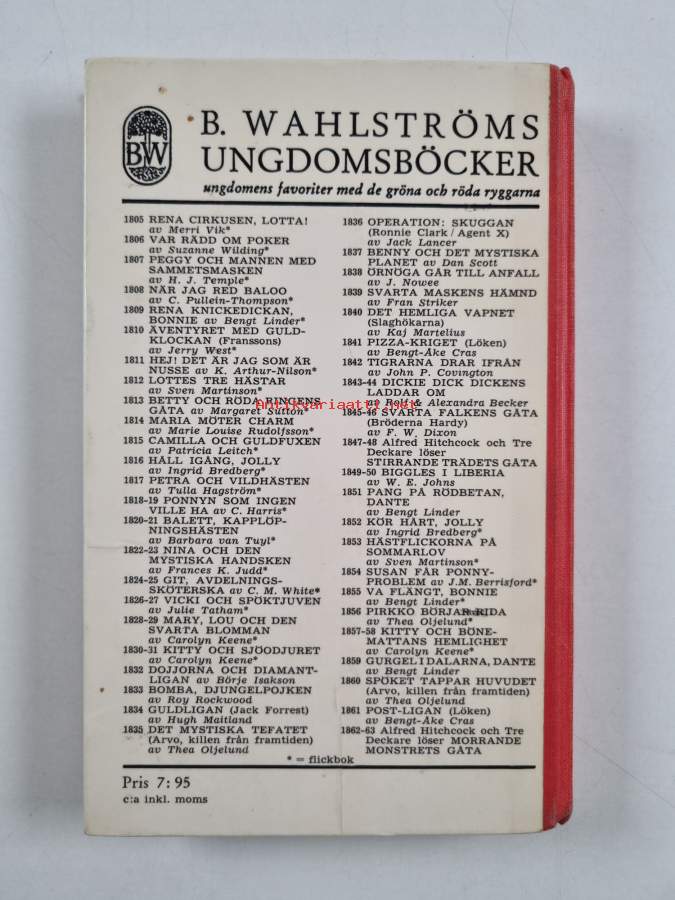 BW
B. WAHLSTRÖMS
UNGDOMSBÖCKER
ungdomens favoriter med de gröna och röda ryggarna
1805 RENA CIRKUSEN, LOTTA!
av Merri Vik*
1806 VAR RÄDD OM POKER
av Suzanne Wilding*
1807 PEGGY OCH MANNEN MED
SAMMETSMASKEN
av H. J. Temple*
1808 NÄR JAG RED BALOO
av C. Pullein-Thompson*
1809 RENA KNICKEDICKAN,
BONNIE av Bengt Linder*
1810 ÄVENTYRET MED GULD-
KLOCKAN (Franssons)
av Jerry West*
1811 HEJ! DET ÄR JAG SOM ÄR
NUSSE av K. Arthur-Nilson*
1812 LOTTES TRE HÄSTAR
av Sven Martinson*
1813 BETTY OCH RÖDA RINGENS
GÅTA av Margaret Sutton*
1814 MARIA MÖTER CHARM
av Marie Louise Rudolfsson*
1815 CAMILLA OCH GULDFUXEN
av Patricia Leitch*
1816 HÅLL IGÅNG, JOLLY
av Ingrid Bredberg*
1817 PETRA OCH VILDHÄSTEN
av Tulla Hagström*
1818-19 PONNYN SOM INGEN
VILLE HA av C. Harris*
1820-21 BALETT, KAPPLÖP-
NINGSHÄSTEN
av Barbara van Tuyl*
1822-23 NINA OCH DEN
MYSTISKA HANDSKEN
av Frances K. Judd*
1824-25 GIT, AVDELNINGS-
SKÖTERSKA av C. M. White*
1826-27 VICKI OCH SPÖKTJUVEN
av Julie Tatham*
1828-29 MARY, LOU OCH DEN
SVARTA BLOMMAN
av Carolyn Keene*
1830-31 KITTY OCH SJÖODJURET
av Carolyn Keene*
1832 DOJJORNA OCH DIAMANT-
LIGAN av Börje Isakson
1833 BOMBA, DJUNGELPOJKEN
av Roy Rockwood
1834 GULDLIGAN (Jack Forrest)
av Hugh Maitland
1835 DET MYSTISKA TEFATET
(Arvo, killen från framtiden)
av Thea Oljelund
1836 OPERATION: SKUGGAN
(Ronnie Clark / Agent X)
av Jack Lancer
1837 BENNY OCH DET MYSTISKA
PLANET av Dan Scott
1838 ÖRNÖGA GÅR TILL ANFALL
av J. Nowee
1839 SVARTA MASKENS HÄMND
av Fran Striker
1840 DET HEMLIGA VAPNET
(Slaghökarna)
av Kaj Martelius
1841 PIZZA-KRIGET (Löken)
av Bengt-Åke Cras
1842 TIGRARNA DRAR IFRÅN
av John P. Covington
1843-44 DICKIE DICK DICKENS
LADDAR OM
av Rolf & Alexandra Becker
1845-46 SVARTA FALKENS GÅTA
(Bröderna Hardy)
av F. W. Dixon
1847-48 Alfred Hitchcock och Tre
Deckare löser
STIRRANDE TRÄDETS GÅTA
1849-50 BIGGLES I LIBERIA
av W. E. Johns
1851 PANG PÅ RÖDBETAN,
DANTE
av Bengt Linder
1852 KÖR HÅRT, JOLLY
av Ingrid Bredberg*
1853 HÄSTFLICKORNA PÅ
SOMMARLOV
av Sven Martinson*
1854 SUSAN FÅR PONNY-
PROBLEM av J.M. Berrisford*
1855 VA FLÄNGT, BONNIE
av Bengt Linder*
1856 PIRKKO BÖRJAR RIDA
av Thea Oljelund*
1857-58 KITTY OCH BÖNE-
MATTANS HEMLIGHET
av Carolyn Keene*
1859 GURGEL I DALARNA, DANTE
av Bengt Linder
1860 SPÖKET TAPPAR HUVUDET
(Arvo, killen från framtiden)
av Thea Oljelund
1861 POST-LIGAN (Löken)
av Bengt-Åke Cras
1862-63 Alfred Hitchcock och Tre
Deckare löser MORRANDE
MONSTRETS GÅTA
* = flickbok
Pris 7: 95
c:a inkl. moms
antikvariaatti.net